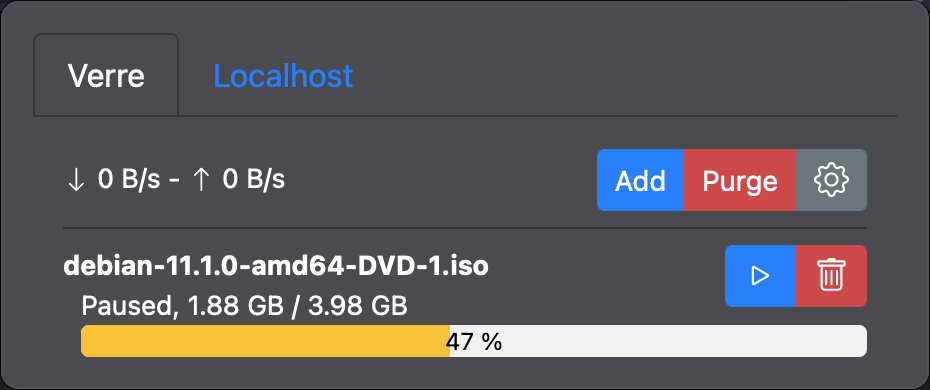 Verre Localhost
↓ 0 B/s - ↑ 0 B/s Add Purge
debian-11.1.0-amd64-DVD-1.iso
Paused, 1.88 GB / 3.98 GB
47 %